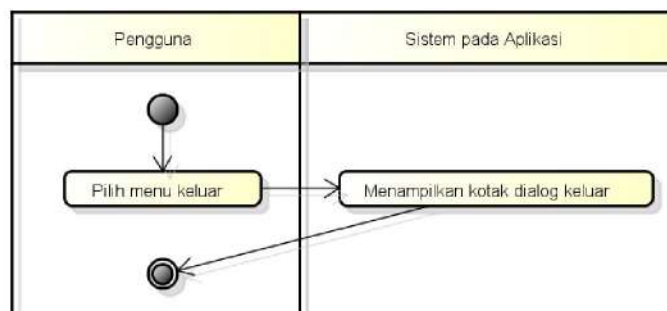 Pengguna
Sistem pada Aplikasi
Pilih menu keluar
Menampilkan kotak dialog keluar